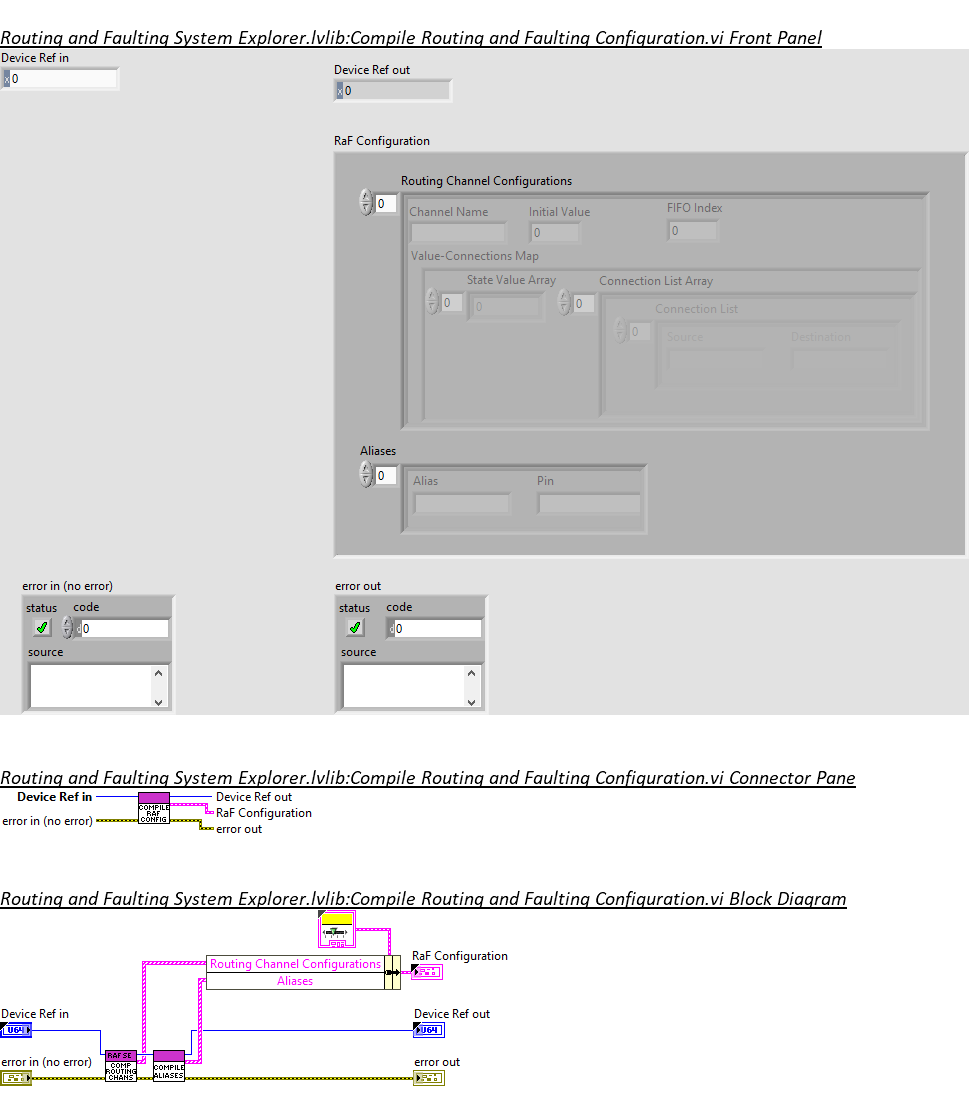 Routing and Faulting System Explorer.lvlib:Compile Routing and Faulting Configuration.vi Front Panel
Device Ref in
x 0
Device Ref out
x 0
RaF Configuration
Routing Channel Configurations
0
Channel Name
Initial Value
FIFO Index
0
0
Value-Connections Map
State Value Array
Connection List Array
0
0
0
Connection List
0
Source
Destination
Aliases
0
Alias
Pin
error in (no error)
status
code
d 0
source
error out
status
code
d 0
source
Routing and Faulting System Explorer.lvlib:Compile Routing and Faulting Configuration.vi Connector Pane
Device Ref in
COMPILE
RAF
CONFIG
Device Ref out
RaF Configuration
error in (no error)
error out
Routing and Faulting System Explorer.lvlib:Compile Routing and Faulting Configuration.vi Block Diagram
Routing Channel Configurations
Aliases
RaF Configuration
Device Ref in
U64
Device Ref out
U64
error in (no error)
RAF SE
COMP
ROUTING
CHANS
COMPILE
ALIASES
error out